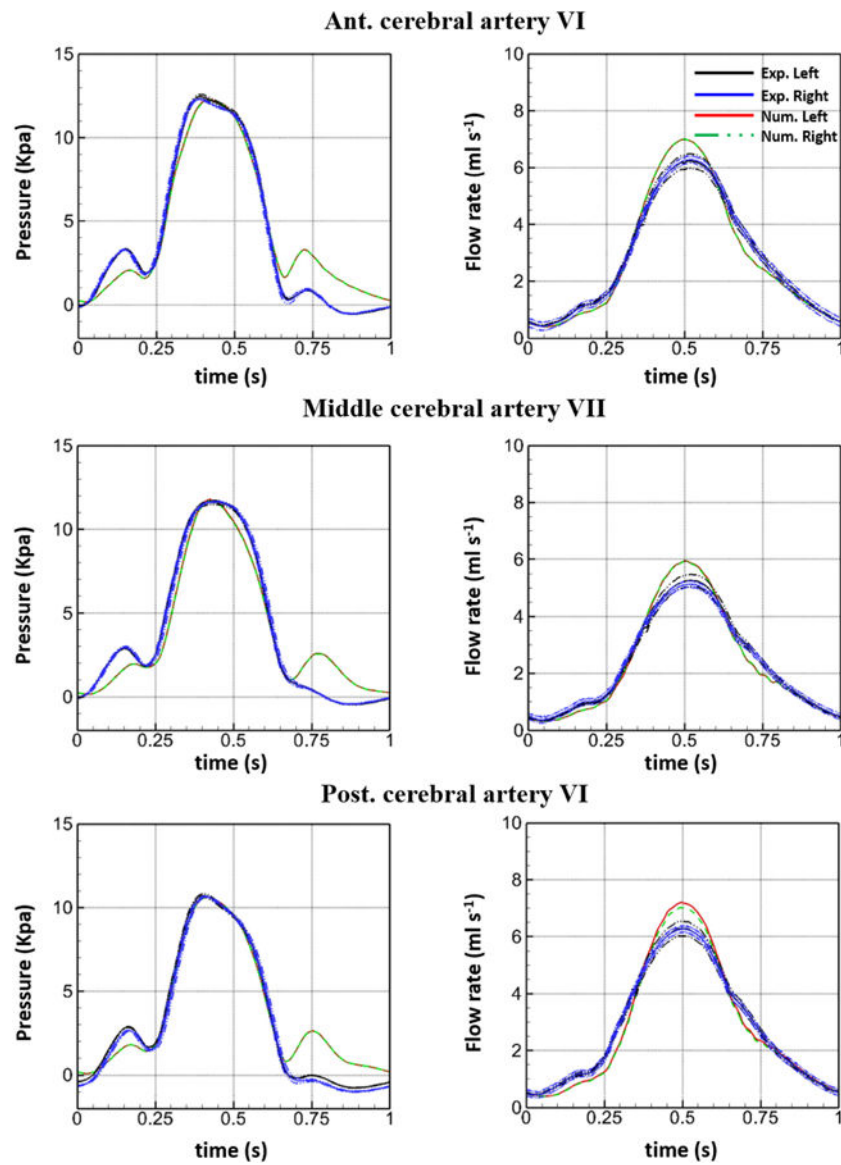 Ant. cerebral artery VI
Pressure (Kpa)
15
10
5
0
0 0.25 0.5 0.75 1
time (s)
Flow rate (ml s⁻¹)
10
8
6
4
2
0
0 0.25 0.5 0.75 1
time (s)
Exp. Left
Exp. Right
Num. Left
Num. Right
Middle cerebral artery VII
Pressure (Kpa)
15
10
5
0
0 0.25 0.5 0.75 1
time (s)
Flow rate (ml s⁻¹)
10
8
6
4
2
0
0 0.25 0.5 0.75 1
time (s)
Post. cerebral artery VI
Pressure (Kpa)
15
10
5
0
0 0.25 0.5 0.75 1
time (s)
Flow rate (ml s⁻¹)
10
8
6
4
2
0
0 0.25 0.5 0.75 1
time (s)